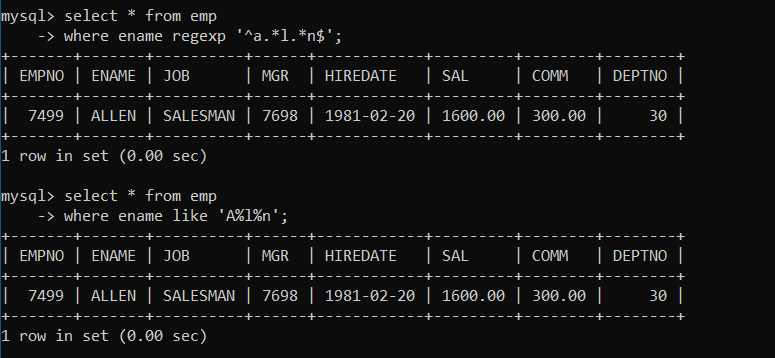 mysql> select * from emp
    -> where ename regexp '^a.*l.*n$';
+-------+-------+----------+------+------------+---------+--------+--------+
| EMPNO | ENAME | JOB      | MGR  | HIREDATE   | SAL     | COMM   | DEPTNO |
+-------+-------+----------+------+------------+---------+--------+--------+
|  7499 | ALLEN | SALESMAN | 7698 | 1981-02-20 | 1600.00 | 300.00 |     30 |
+-------+-------+----------+------+------------+---------+--------+--------+
1 row in set (0.00 sec)
mysql> select * from emp
    -> where ename like 'A%l%n';
+-------+-------+----------+------+------------+---------+--------+--------+
| EMPNO | ENAME | JOB      | MGR  | HIREDATE   | SAL     | COMM   | DEPTNO |
+-------+-------+----------+------+------------+---------+--------+--------+
|  7499 | ALLEN | SALESMAN | 7698 | 1981-02-20 | 1600.00 | 300.00 |     30 |
+-------+-------+----------+------+------------+---------+--------+--------+
1 row in set (0.00 sec)